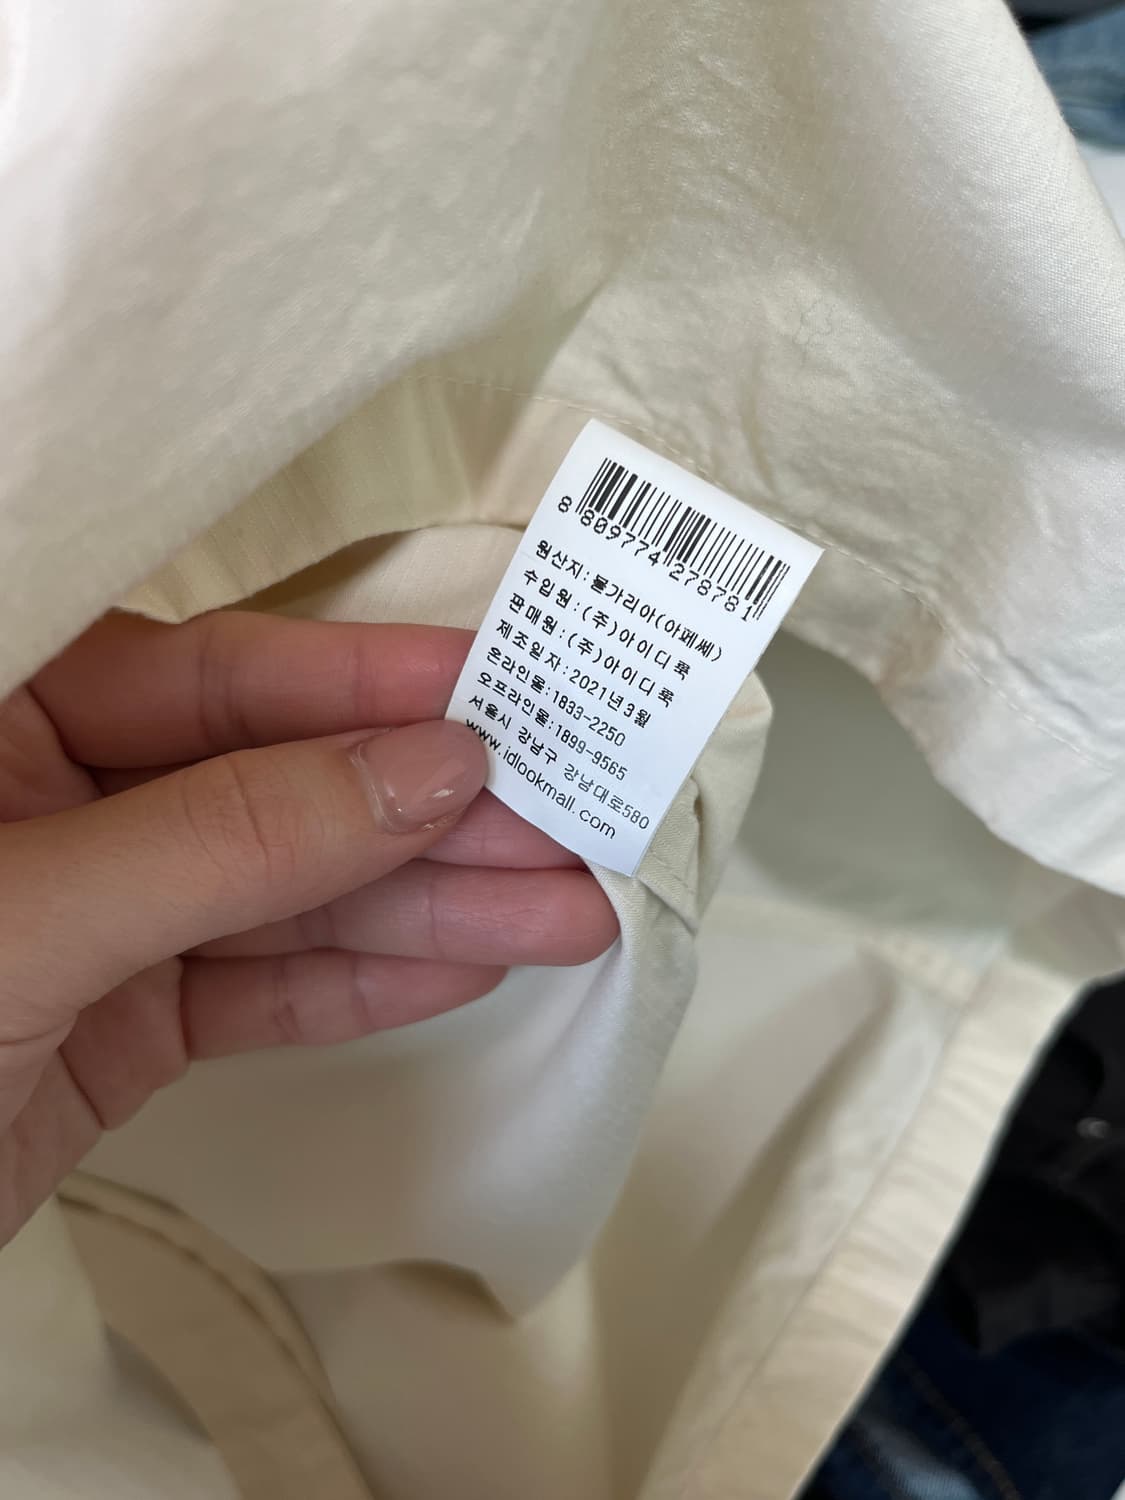 8 809774 278781
원산지:불가리아(아페쎄)
수입원:(주)아이디룩
판매원:(주)아이디룩
제조일자:2021년3월
온라인몰:1833-2250
오프라인몰:1899-9565
서울시 강남구 강남대로580
www.idlookmall.com